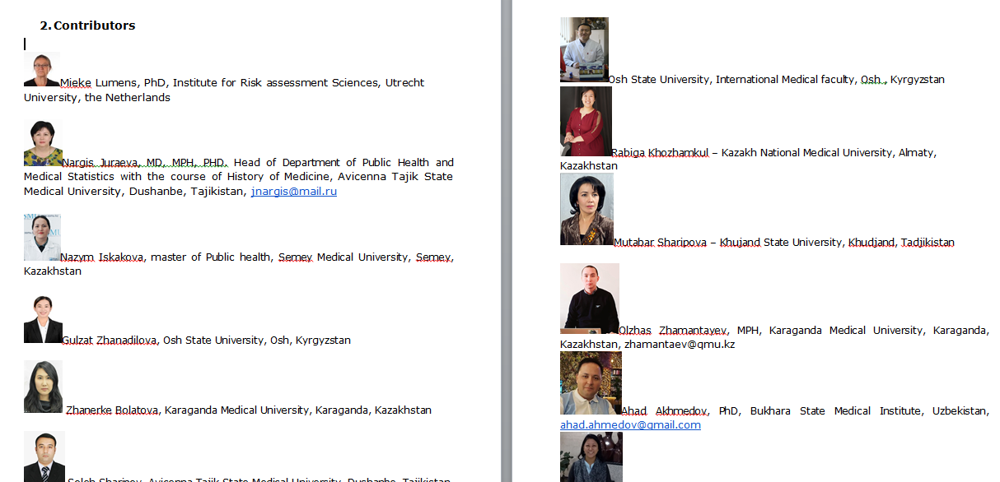 2. Contributors
Mieke Lumens, PhD, Institute for Risk assessment Sciences, Utrecht
University, the Netherlands
Nargis Juraeva, MD, MPH, PHD. Head of Department of Public Health and
Medical Statistics with the course of History of Medicine, Avicenna Tajik State
Medical University, Dushanbe, Tajikistan, jnargis@mail.ru
SMU
Nazym Iskakova, master of Public health, Semey Medical University, Semey,
Kazakhstan
Gulzat Zhanadilova, Osh State University, Osh, Kyrgyzstan
Zhanerke Bolatova, Karaganda Medical University, Karaganda, Kazakhstan
Soleh Sharipov, Avicenna Tajik State Medical University, Dushanbe, Tajikistan
Osh State University, International Medical faculty, Osh , Kyrgyzstan
Rabiga Khozhamkul – Kazakh National Medical University, Almaty,
Kazakhstan
Mutabar Sharipova – Khujand State University, Khudjand, Tadjikistan
Olzhas Zhamantayev, MPH, Karaganda Medical University, Karaganda,
Kazakhstan, zhamantaev@qmu.kz
Ahad Akhmedov, PhD, Bukhara State Medical Institute, Uzbekistan,
ahad.ahmedov@gmail.com